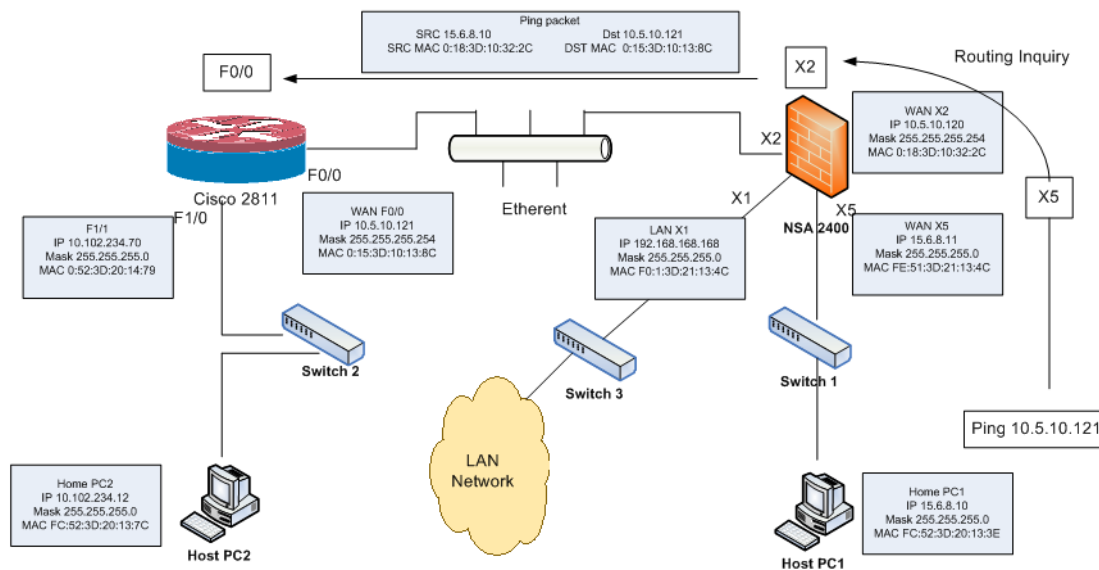 Ping packet
SRC 15.6.8.10 Dst 10.5.10.121
SRC MAC 0:18:3D:10:32:2C DST MAC 0:15:3D:10:13:8C
F0/0
X2
Routing Inquiry
WAN X2
IP 10.5.10.120
Mask 255.255.255.254
MAC 0:18:3D:10:32:2C
X2
F0/0
Cisco 2811
Etherent
X1
X5
NSA 2400
X5
F1/0
F1/1
IP 10.102.234.70
Mask 255.255.255.0
MAC 0:52:3D:20:14:79
WAN F0/0
IP 10.5.10.121
Mask 255.255.255.254
MAC 0:15:3D:10:13:8C
LAN X1
IP 192.168.168.168
Mask 255.255.255.0
MAC F0:1:3D:21:13:4C
WAN X5
IP 15.6.8.11
Mask 255.255.255.0
MAC FE:51:3D:21:13:4C
Switch 2
Switch 3
Switch 1
Ping 10.5.10.121
LAN
Network
Home PC2
IP 10.102.234.12
Mask 255.255.255.0
MAC FC:52:3D:20:13:7C
Host PC2
Home PC1
IP 15.6.8.10
Mask 255.255.255.0
MAC FC:52:3D:20:13:3E
Host PC1